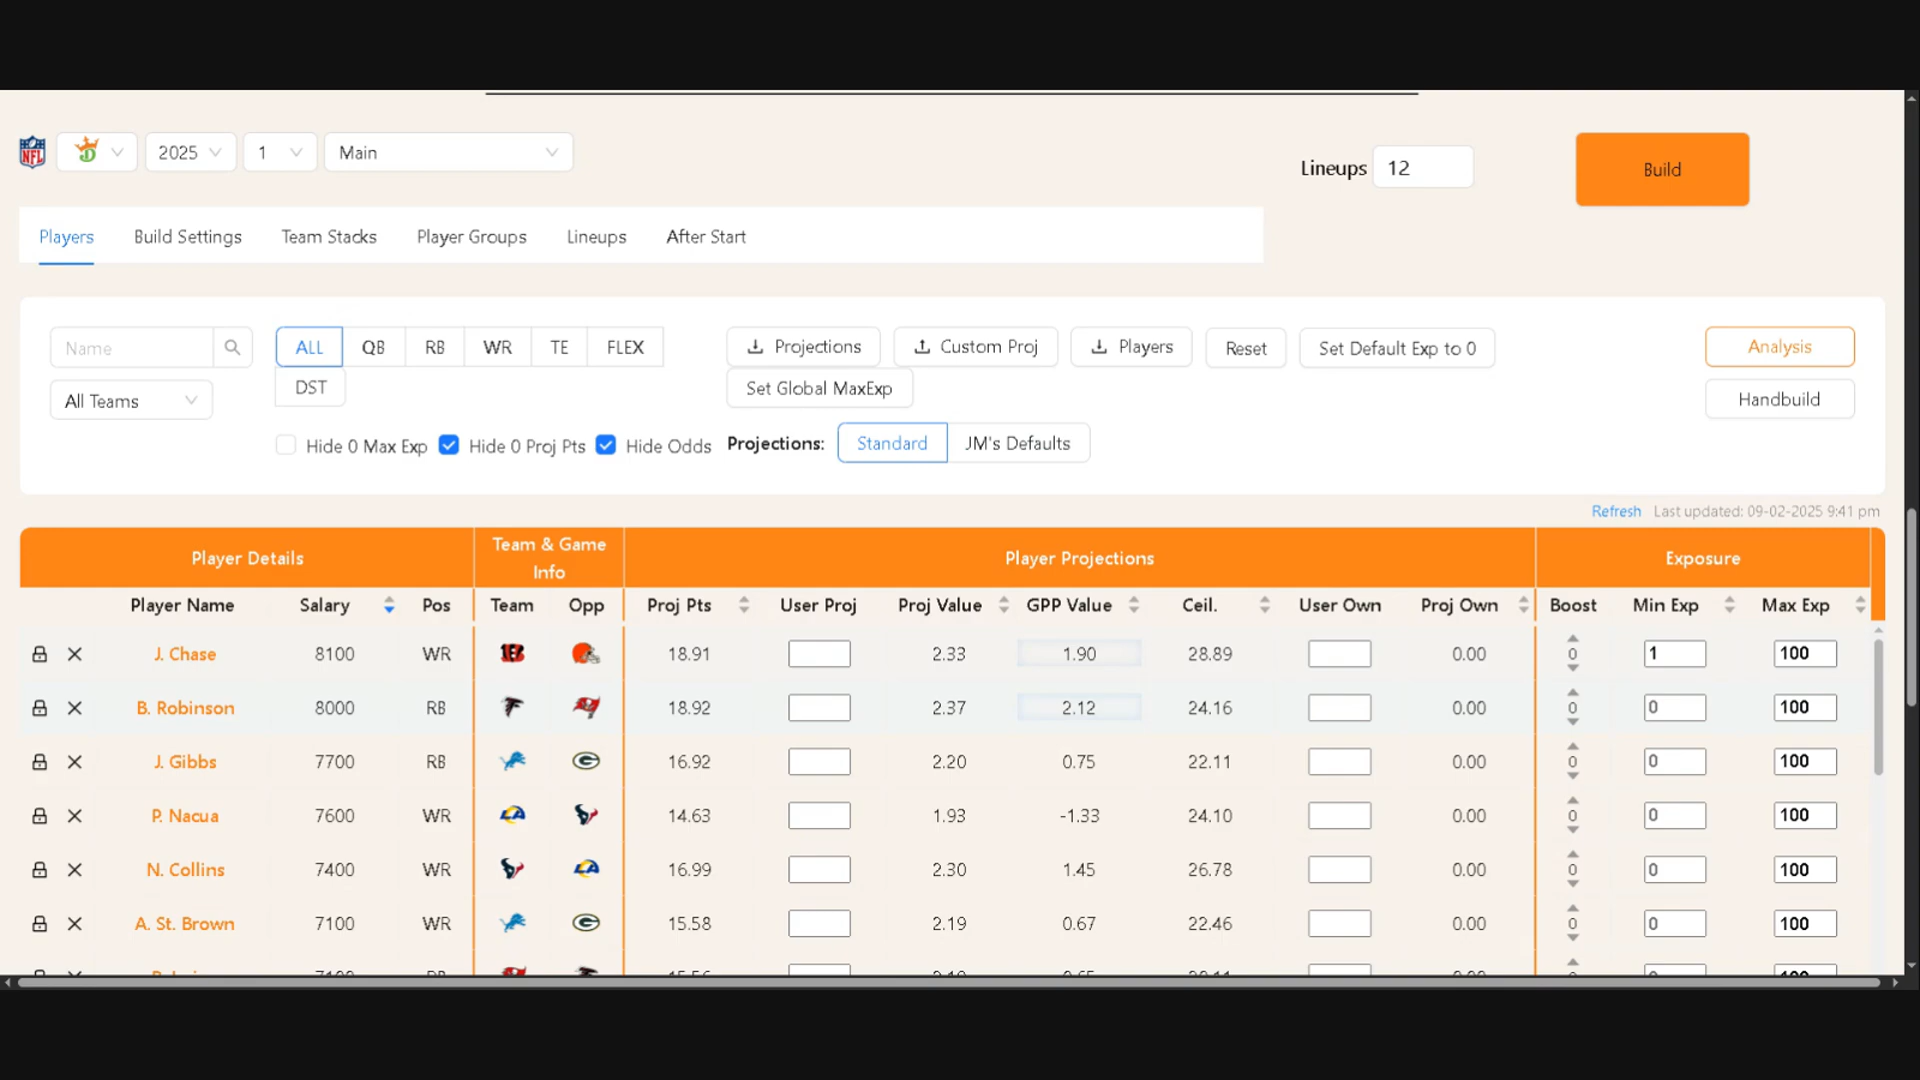 2025 1 Main Lineups 12 Build
Players Build Settings Team Stacks Player Groups Lineups After Start
Name ALL QB RB WR TE FLEX Projections Custom Proj Players Reset Set Default Exp to 0 Analysis
All Teams DST Set Global MaxExp Handbuild
Hide 0 Max Exp Hide 0 Proj Pts Hide Odds Projections: Standard JM's Defaults
Refresh Last updated: 09-02-2025 9:41 pm
Player Details Team & Game Info Player Projections Exposure
Player Name Salary Pos Team Opp Proj Pts User Proj Proj Value GPP Value Ceil. User Own Proj Own Boost Min Exp Max Exp
J. Chase 8100 WR 18.91 2.33 1.90 28.89 0.00 0 1 100
B. Robinson 8000 RB 18.92 2.37 2.12 24.16 0.00 0 0 100
J. Gibbs 7700 RB 16.92 2.20 0.75 22.11 0.00 0 0 100
P. Nacua 7600 WR 14.63 1.93 -1.33 24.10 0.00 0 0 100
N. Collins 7400 WR 16.99 2.30 1.45 26.78 0.00 0 0 100
A. St. Brown 7100 WR 15.58 2.19 0.67 22.46 0.00 0 0 100